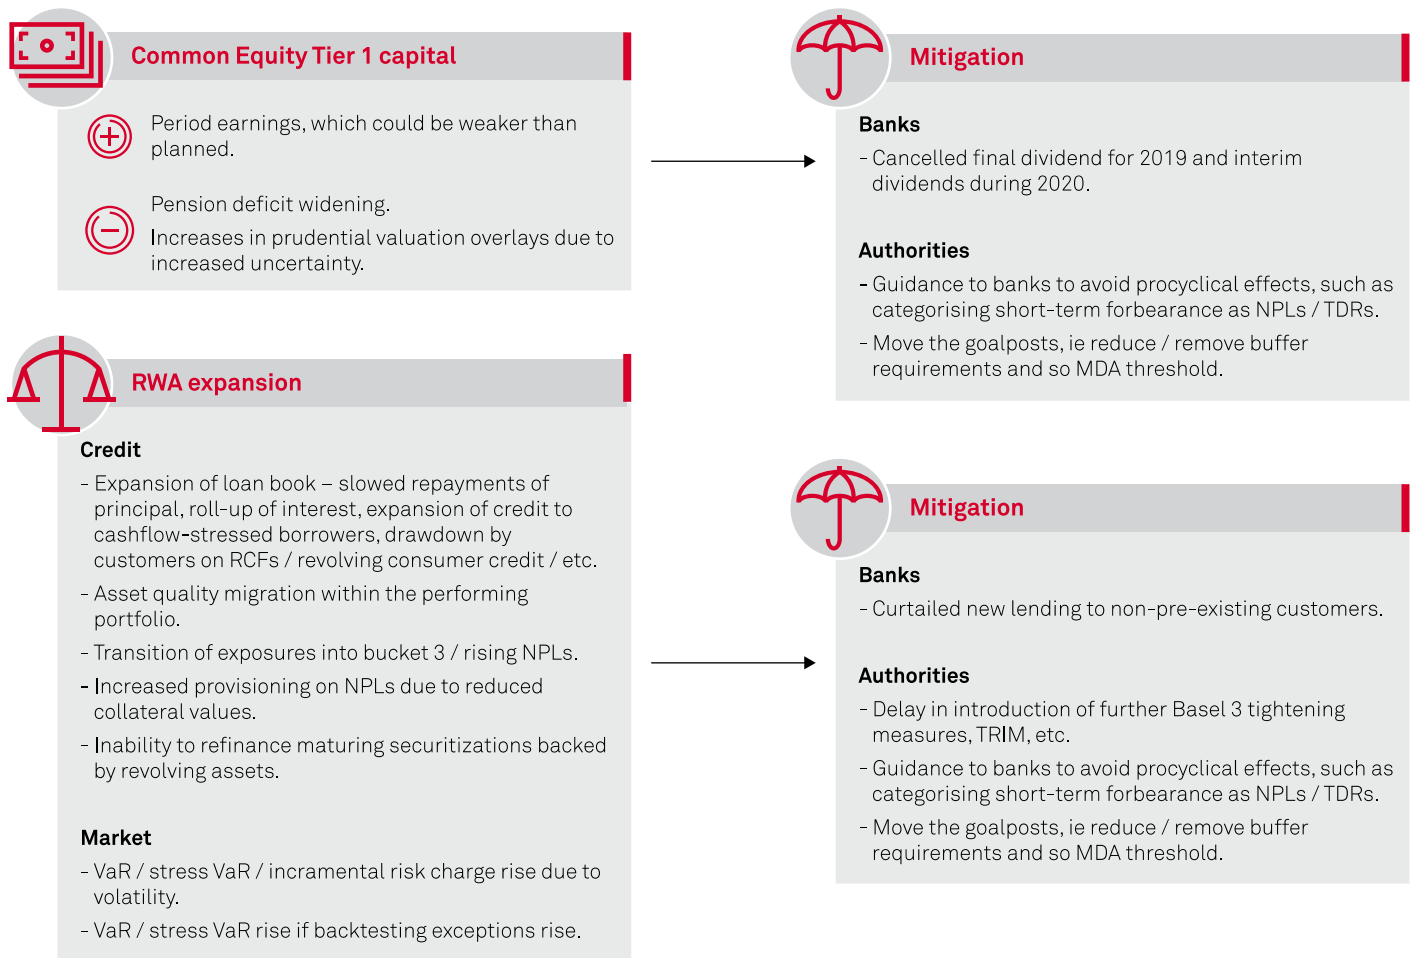 Common Equity Tier 1 capital
Period earnings, which could be weaker than
planned.
Pension deficit widening.
Increases in prudential valuation overlays due to
increased uncertainty.
Mitigation
Banks
- Cancelled final dividend for 2019 and interim
dividends during 2020.
Authorities
- Guidance to banks to avoid procyclical effects, such as
categorising short-term forbearance as NPLs / TDRs.
- Move the goalposts, ie reduce / remove buffer
requirements and so MDA threshold.
RWA expansion
Credit
- Expansion of loan book – slowed repayments of
principal, roll-up of interest, expansion of credit to
cashflow-stressed borrowers, drawdown by
customers on RCFs / revolving consumer credit / etc.
- Asset quality migration within the performing
portfolio.
- Transition of exposures into bucket 3 / rising NPLs.
- Increased provisioning on NPLs due to reduced
collateral values.
- Inability to refinance maturing securitizations backed
by revolving assets.
Market
- VaR / stress VaR / incramental risk charge rise due to
volatility.
- VaR / stress VaR rise if backtesting exceptions rise.
Mitigation
Banks
- Curtailed new lending to non-pre-existing customers.
Authorities
- Delay in introduction of further Basel 3 tightening
measures, TRIM, etc.
- Guidance to banks to avoid procyclical effects, such as
categorising short-term forbearance as NPLs / TDRs.
- Move the goalposts, ie reduce / remove buffer
requirements and so MDA threshold.